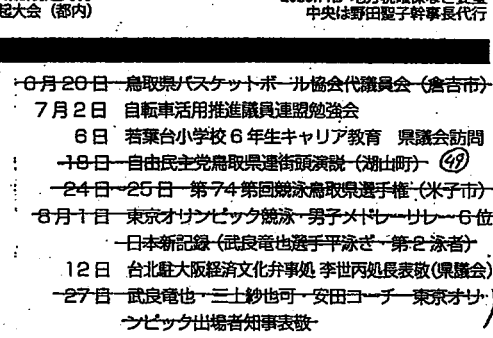 起大会（都内）
中央は野田聖子幹事長代行
6月20日 鳥取県バスケットボール協会代議員会（倉吉市）
7月2日 自転車活用推進議員連盟勉強会
6日 若葉台小学校6年生キャリア教育 県議会訪問
18日 自由民主党鳥取県連街頭演説（湖山町） 49
24日~25日 第74第回競泳鳥取県選手権（米子市）
8月1日 東京オリンピック競泳・男子メドレーリレー6位
日本新記録（武良竜也選手平泳ぎ・第2泳者）
12日 台北駐大阪経済文化弁事処 李世丙処長表敬（県議会）
27日 武良竜也・三上紗也可・安田コーチ 東京オリ
ンピック出場者知事表敬